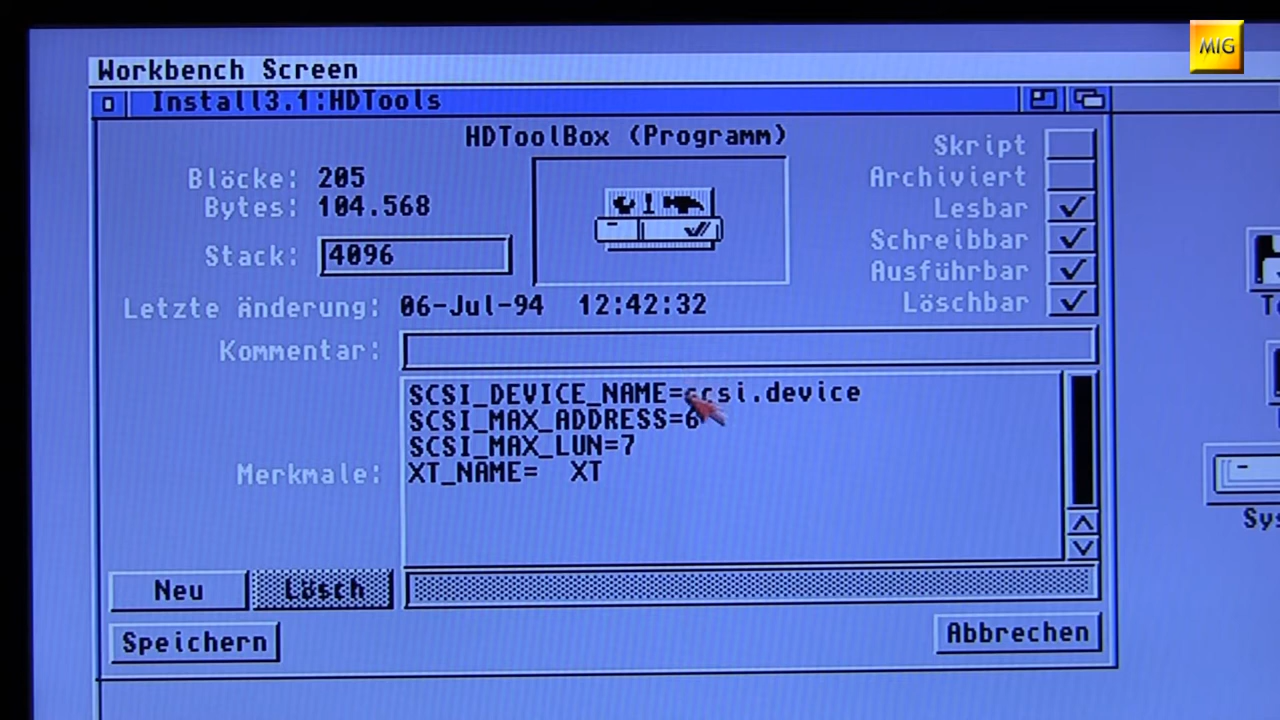 MIG
Workbench Screen
Install3.1:HDTools
HDToolBox (Programm)
Blöcke: 205
Bytes: 104.568
Stack: 4096
Skript
Archiviert
Lesbar
Schreibbar
Ausführbar
Löschbar
Letzte änderung: 06-Jul-94 12:42:32
Kommentar:
SCSI_DEVICE_NAME=scsi.device
SCSI_MAX_ADDRESS=6
SCSI_MAX_LUN=7
Merkmale: XT_NAME= XT
Neu
Lösch
Speichern
Abbrechen